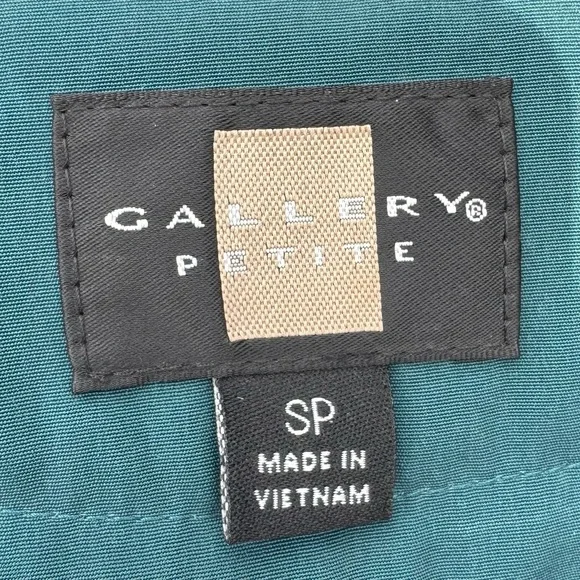 GALLERY®
PETITE
SP
MADE IN
VIETNAM